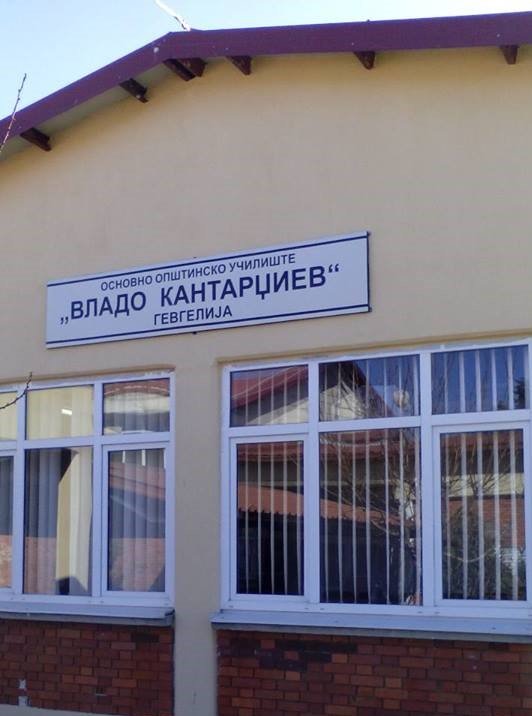 ОСНОВНО ОПШТИНСКО УЧИЛИШТЕ
„ВЛАДО КАНТАРЏИЕВ“
ГЕВГЕЛИЈА